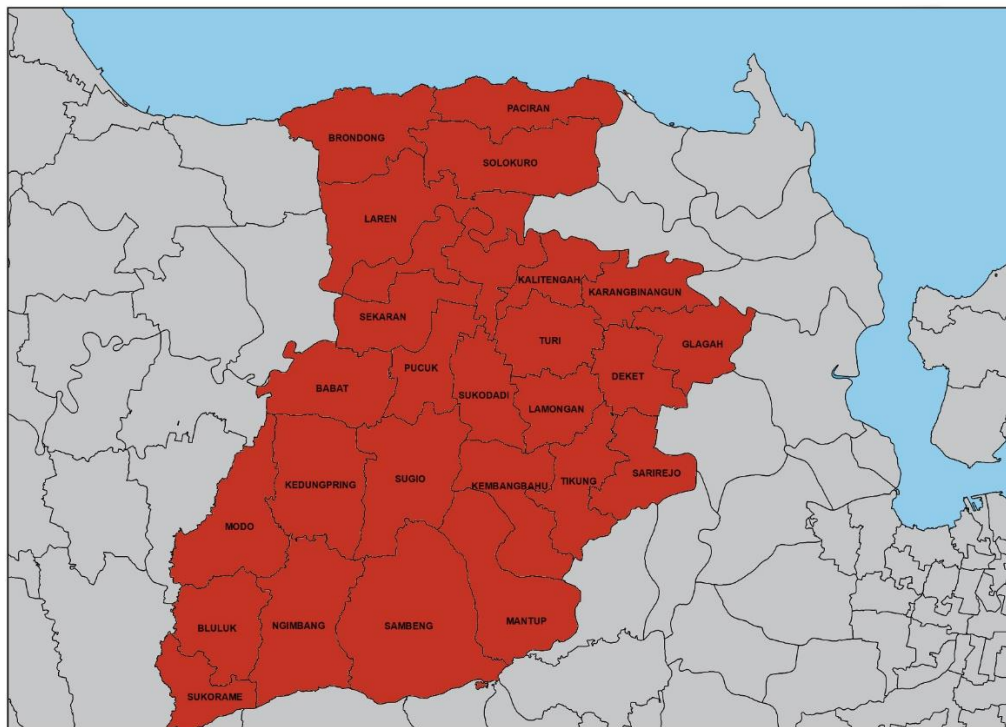 PACIRAN
BRONDONG
SOLOKURO
LAREN
KALITENGAH
KARANGBINANGUN
SEKARAN
TURI
GLAGAH
PUCUK
DEKET
BABAT
SUKODADI
LAMONGAN
SUGIO
KEDUNGPRING
KEMBANGBAHU
TIKUNG
SARIREJO
MODO
MANTUP
BLULUK
NGIMBANG
SAMBENG
SUKORAME